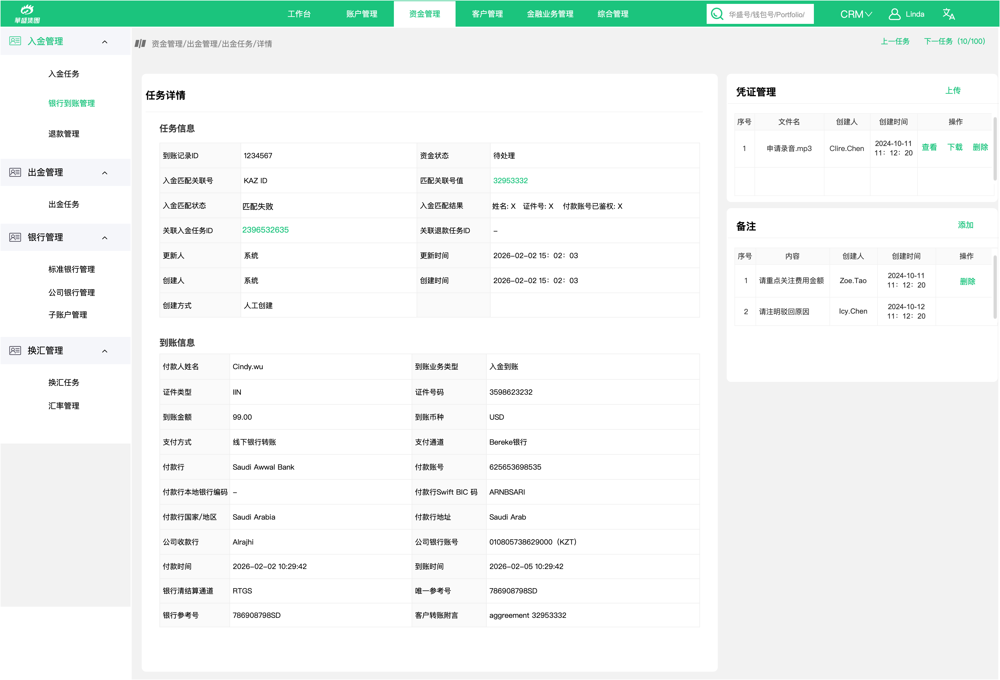 華盛集團
工作台 账户管理 资金管理 客户管理 金融业务管理 综合管理 华盛号/钱包号/Portfolio/ CRM Linda
入金管理
入金任务
银行到账管理
退款管理
出金管理
出金任务
银行管理
标准银行管理
公司银行管理
子账户管理
换汇管理
换汇任务
汇率管理
资金管理/出金管理/出金任务/详情
上一任务 下一任务（10/100）
任务详情
任务信息
到账记录ID 1234567 资金状态 待处理
入金匹配关联号 KAZ ID 匹配关联号值 32953332
入金匹配状态 匹配失败 入金匹配结果 姓名: X 证件号: X 付款账号已鉴权: X
关联入金任务ID 2396532635 关联退款任务ID –
更新人 系统 更新时间 2026–02–02 15：02：03
创建人 系统 创建时间 2026–02–02 15：02：03
创建方式 人工创建
到账信息
付款人姓名 Cindy.wu 到账业务类型 入金到账
证件类型 IIN 证件号码 3598623232
到账金额 99.00 到账币种 USD
支付方式 线下银行转账 支付通道 Bereke银行
付款行 Saudi Awwal Bank 付款账号 625653698535
付款行本地银行编码 – 付款行Swift BIC 码 ARNBSARI
付款行国家/地区 Saudi Arabia 付款行地址 Saudi Arab
公司收款行 Alrajhi 公司银行账号 010805738629000（KZT）
付款时间 2026–02–02 10:29:42 到账时间 2026–02–05 10:29:42
银行清结算通道 RTGS 唯一参考号 786908798SD
银行参考号 786908798SD 客户转账附言 aggreement 32953332
凭证管理 上传
序号 文件名 创建人 创建时间 操作
1 申请录音.mp3 Clire.Chen 2024-10-11 11：12：20 查看 下载 删除
备注 添加
序号 内容 创建人 创建时间 操作
1 请重点关注费用金额 Zoe.Tao 2024-10-11 11：12：20 删除
2 请注明驳回原因 Icy.Chen 2024-10-12 11：12：20